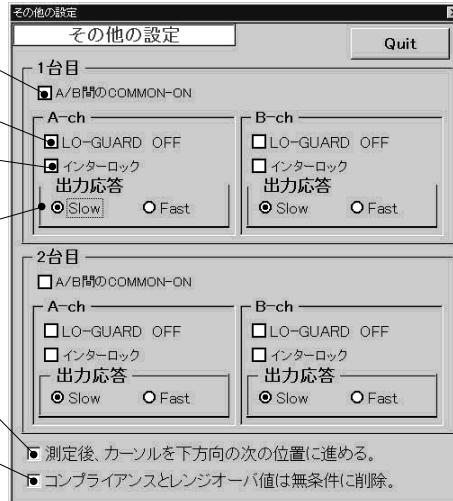 その他の設定
その他の設定
Quit
1台目
A/B間のCOMMON-ON
A-ch
B-ch
LO-GUARD OFF
LO-GUARD OFF
インターロック
インターロック
出力応答
出力応答
Slow Fast
Slow Fast
2台目
A/B間のCOMMON-ON
A-ch
B-ch
LO-GUARD OFF
LO-GUARD OFF
インターロック
インターロック
出力応答
出力応答
Slow Fast
Slow Fast
測定後、カーソルを下方向の次の位置に進める。
コンプライアンスとレンジオーバ値は無条件に削除。